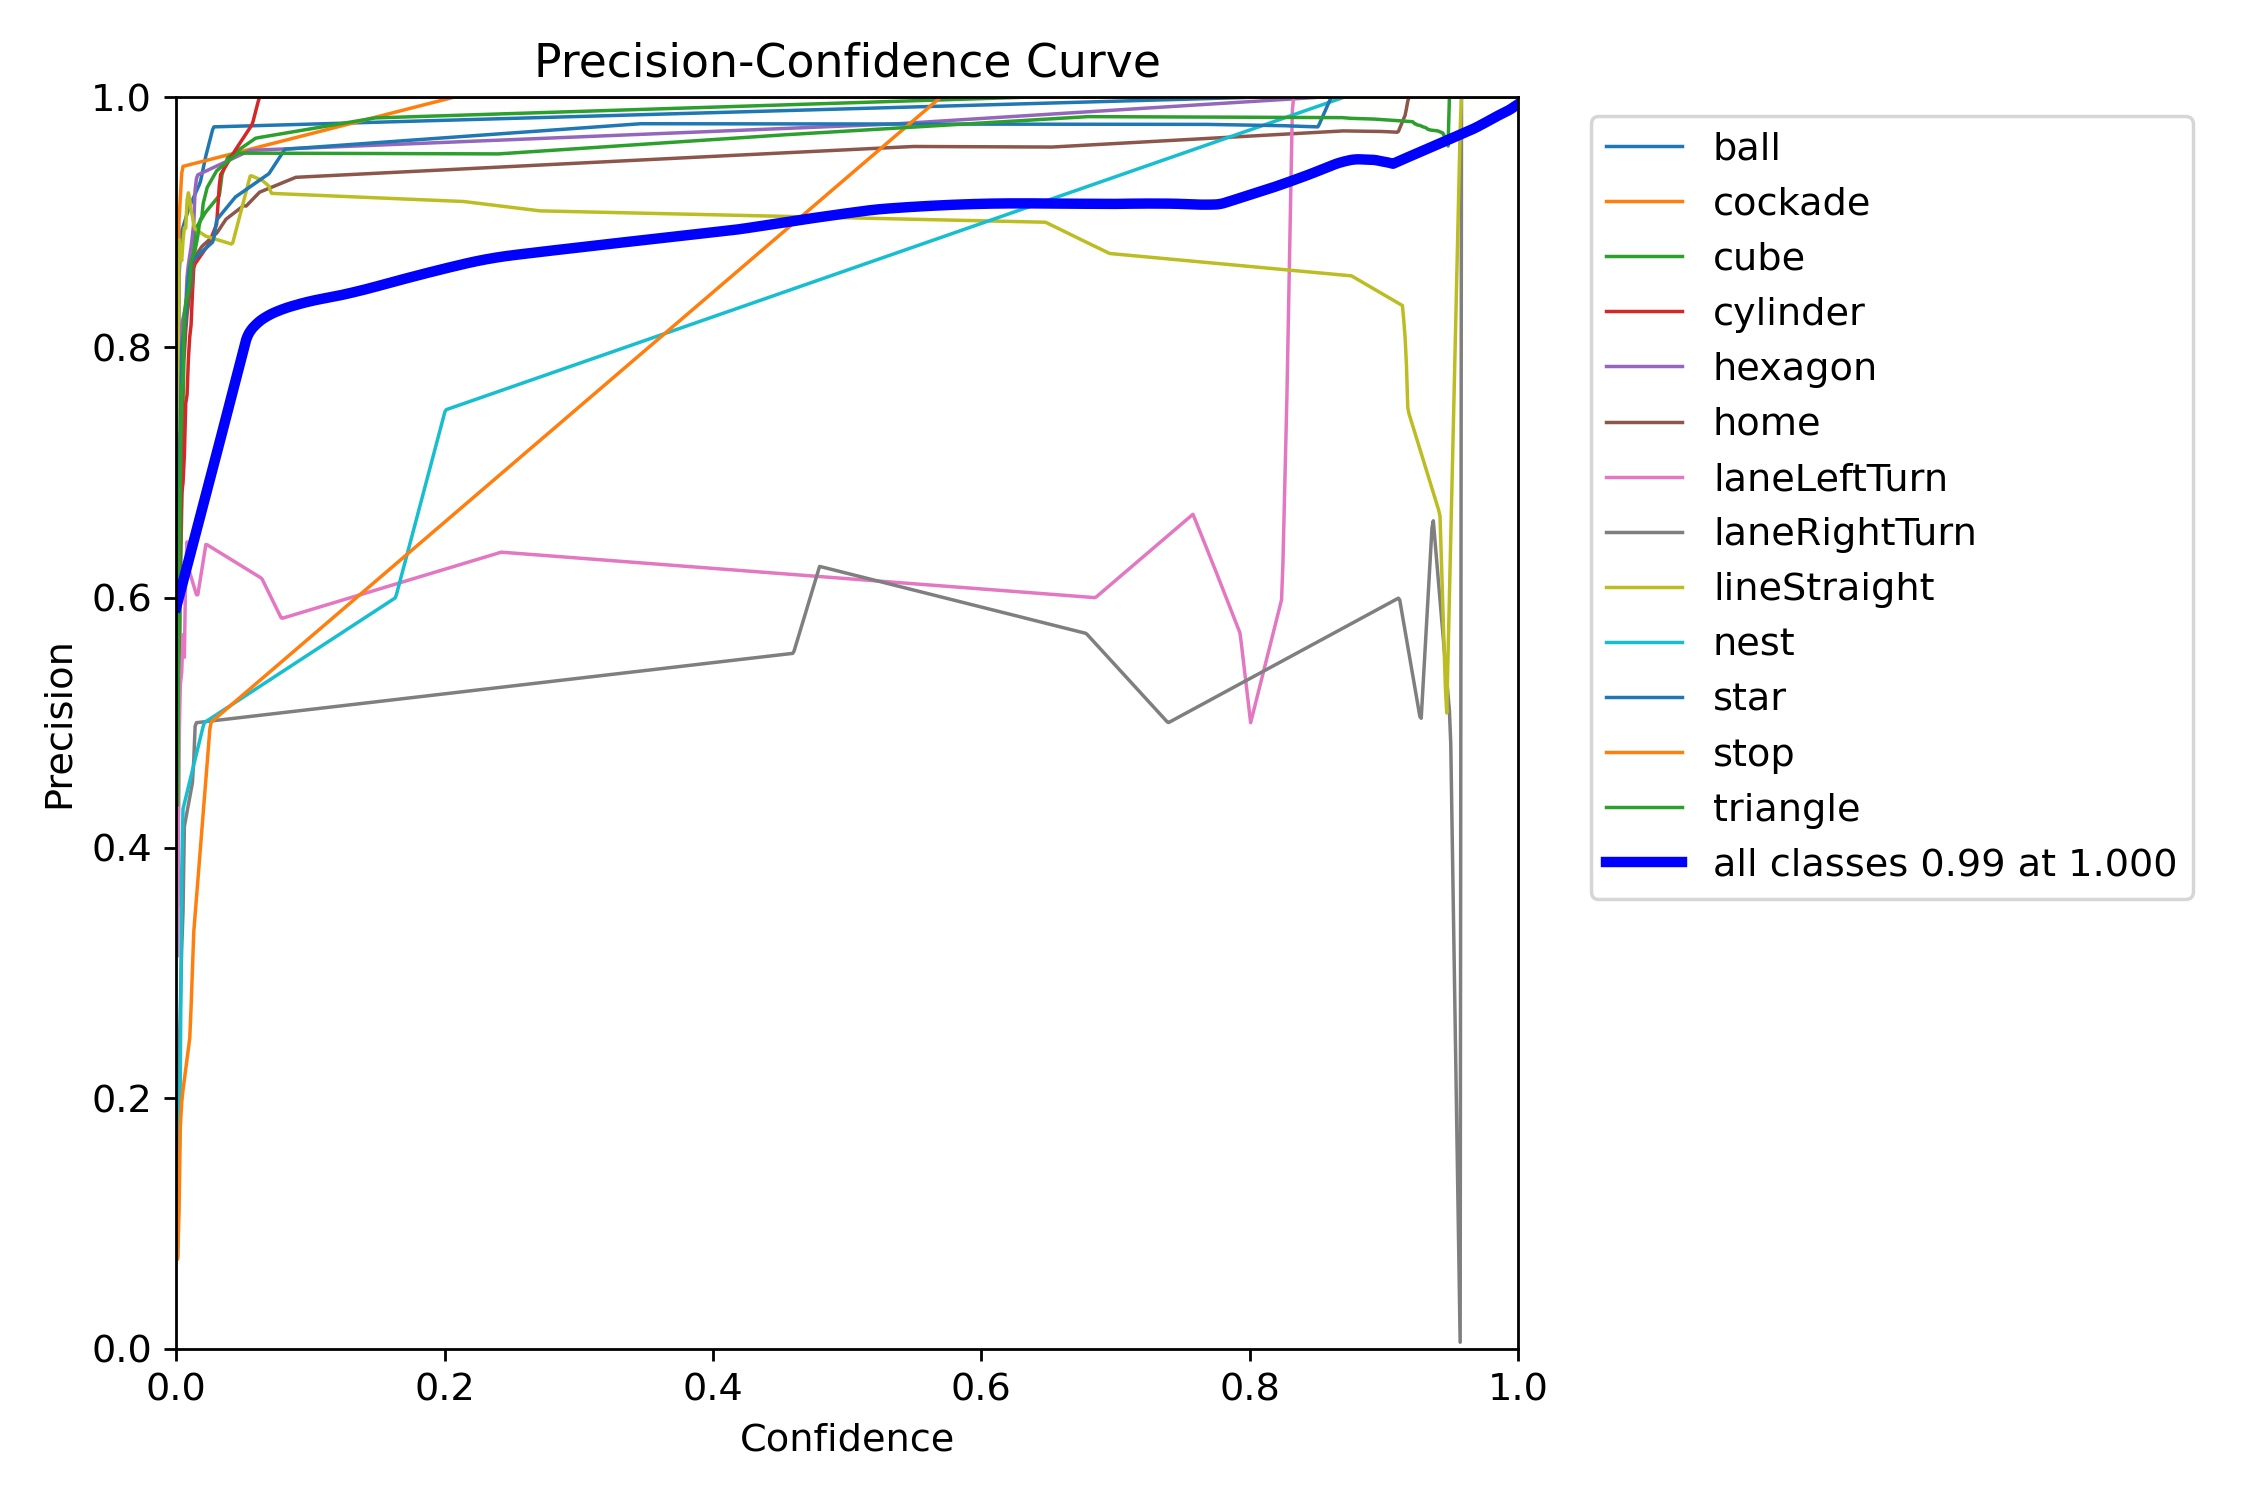 Precision-Confidence Curve
1.0
0.8
0.6
0.4
0.2
0.0
Precision
0.0 0.2 0.4 0.6 0.8 1.0
Confidence
ball
cockade
cube
cylinder
hexagon
home
laneLeftTurn
laneRightTurn
lineStraight
nest
star
stop
triangle
all classes 0.99 at 1.000